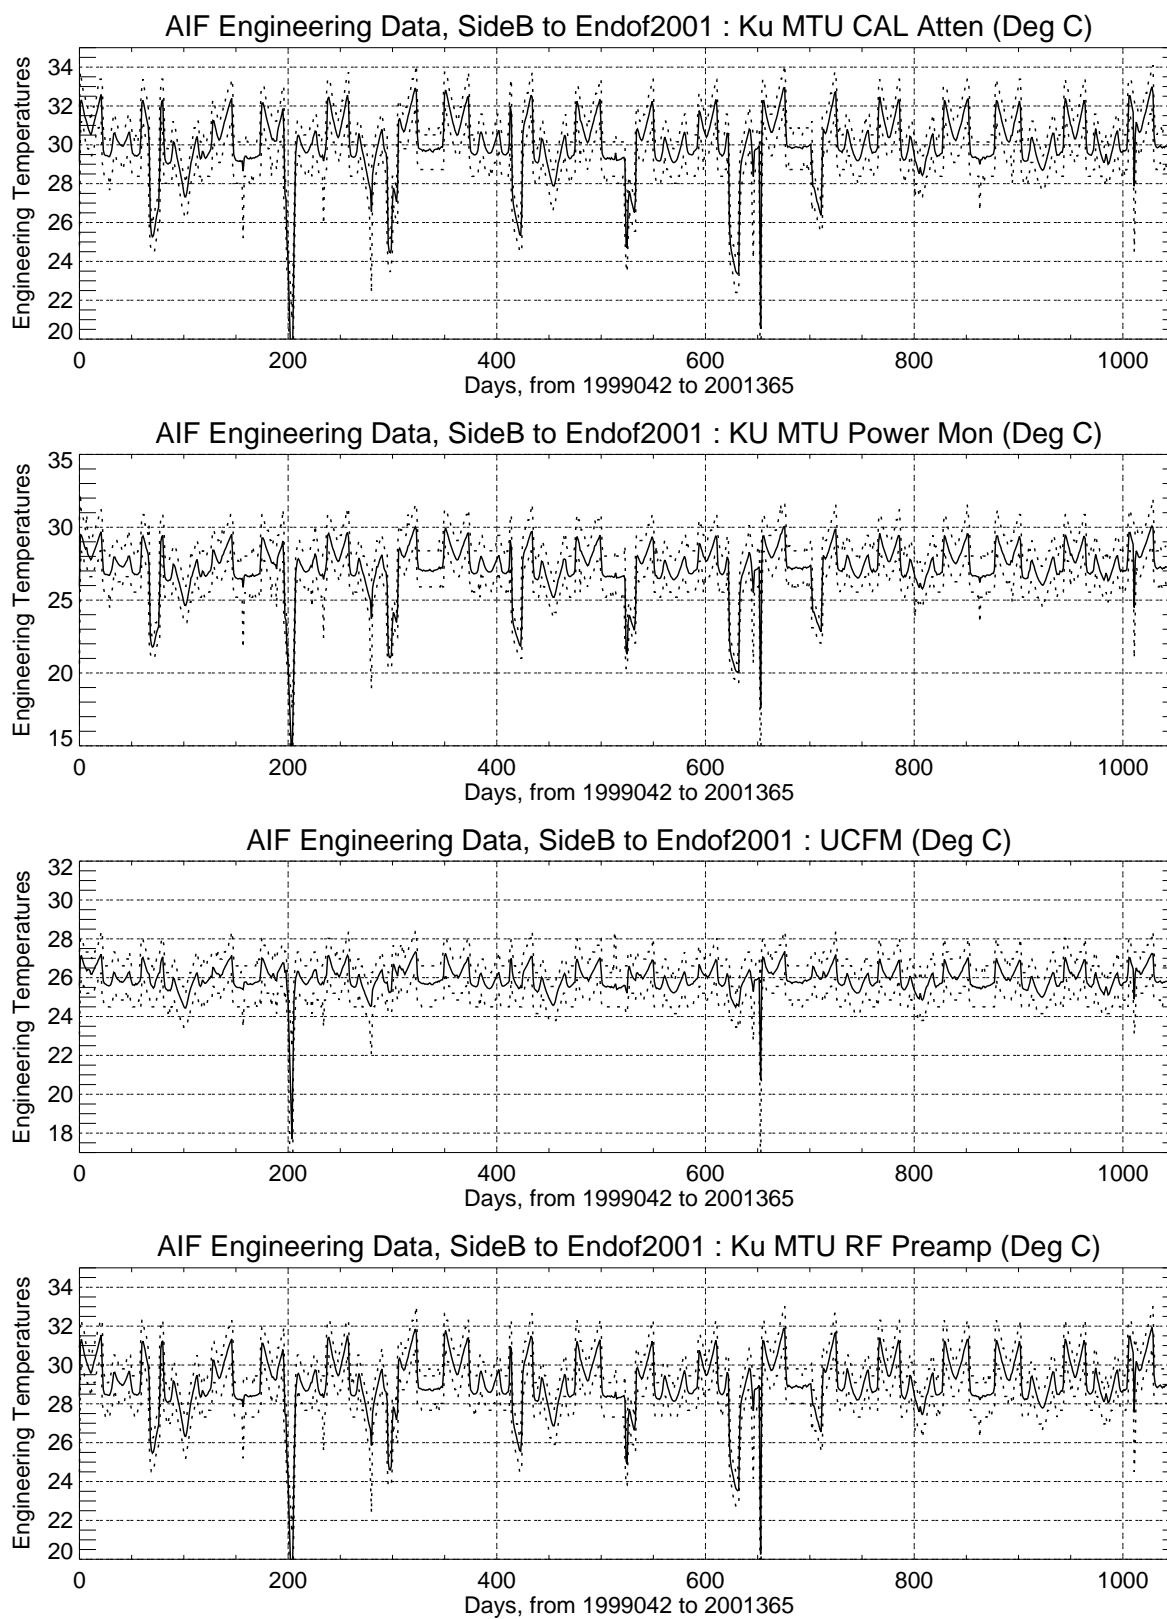 AIF Engineering Data, SideB to Endof2001 : Ku MTU CAL Atten (Deg C)
Engineering Temperatures
34
32
30
28
26
24
22
20
0 200 400 600 800 1000
Days, from 1999042 to 2001365
AIF Engineering Data, SideB to Endof2001 : KU MTU Power Mon (Deg C)
Engineering Temperatures
35
30
25
20
15
0 200 400 600 800 1000
Days, from 1999042 to 2001365
AIF Engineering Data, SideB to Endof2001 : UCFM (Deg C)
Engineering Temperatures
32
30
28
26
24
22
20
18
0 200 400 600 800 1000
Days, from 1999042 to 2001365
AIF Engineering Data, SideB to Endof2001 : Ku MTU RF Preamp (Deg C)
Engineering Temperatures
34
32
30
28
26
24
22
20
0 200 400 600 800 1000
Days, from 1999042 to 2001365